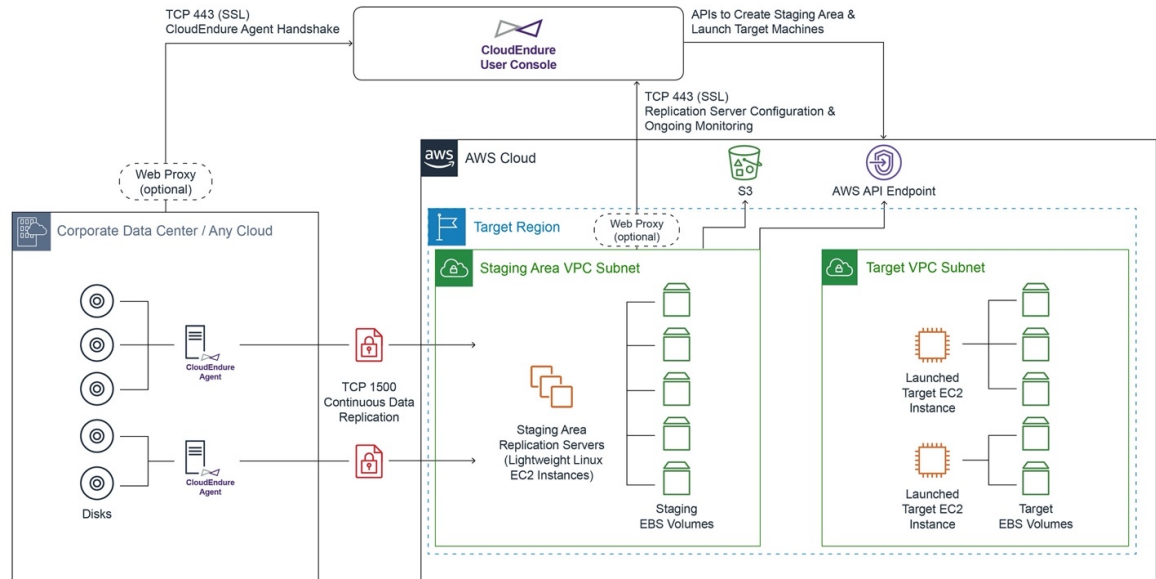 TCP 443 (SSL)
CloudEndure Agent Handshake
CloudEndure
User Console
APIs to Create Staging Area &
Launch Target Machines
TCP 443 (SSL)
Replication Server Configuration &
Ongoing Monitoring
Web Proxy
(optional)
aws
AWS Cloud
S3
AWS API Endpoint
Corporate Data Center / Any Cloud
Target Region
Web Proxy
(optional)
Staging Area VPC Subnet
Target VPC Subnet
CloudEndure
Agent
TCP 1500
Continuous Data
Replication
CloudEndure
Agent
Disks
Staging Area
Replication Servers
(Lightweight Linux
EC2 Instances)
Staging
EBS Volumes
Launched
Target EC2
Instance
Launched
Target EC2
Instance
Target
EBS Volumes